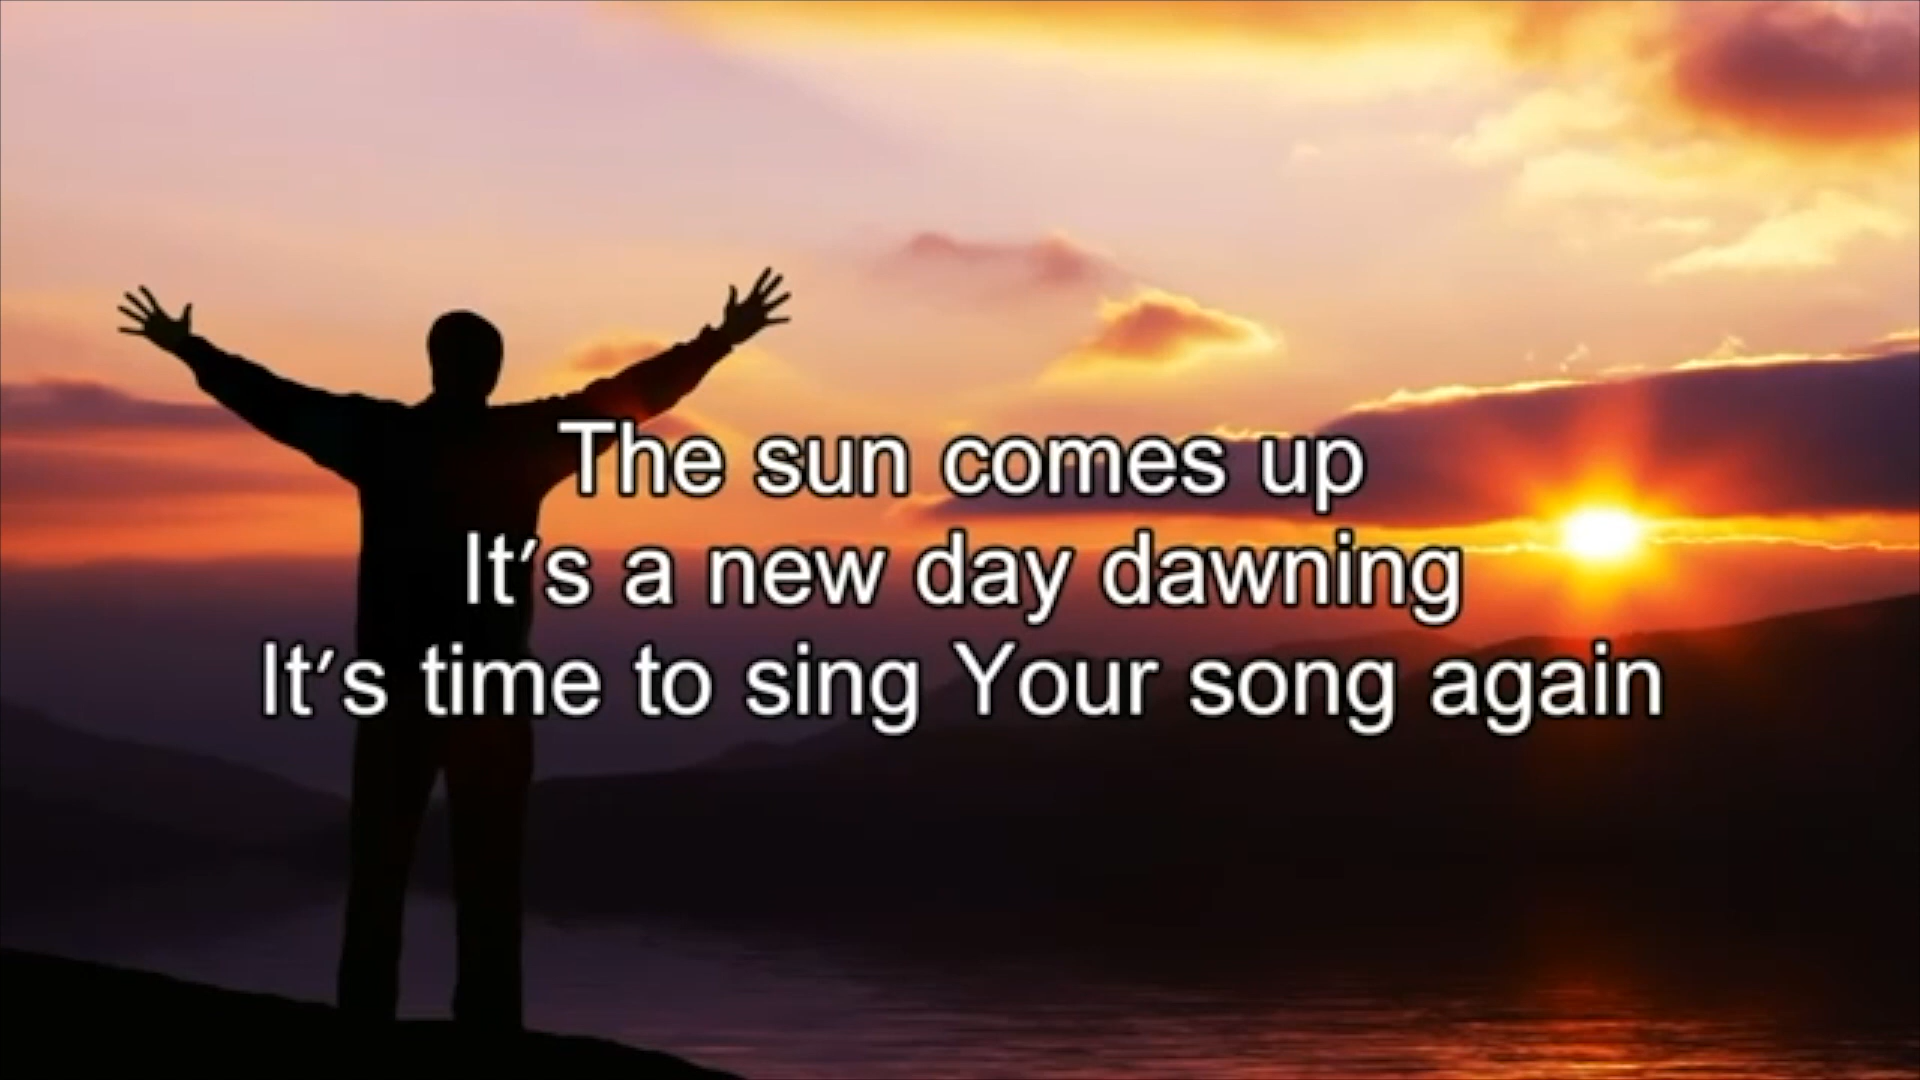 The sun comes up
It's a new day dawning
It's time to sing Your song again